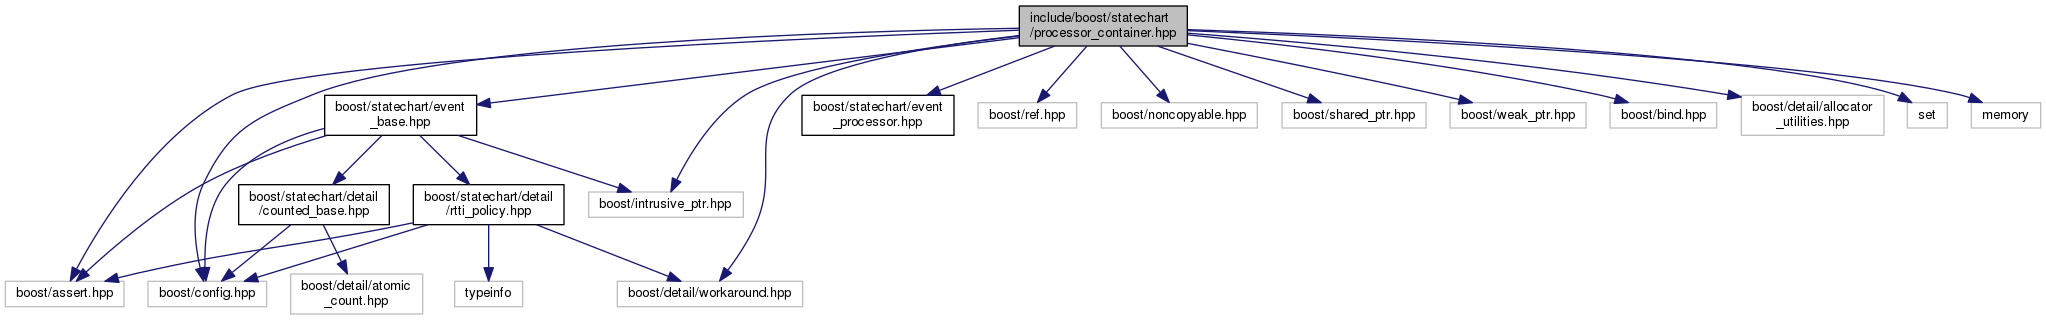 include/boost/statechart
/processor_container.hpp
boost/statechart/event
_base.hpp
boost/statechart/event
_processor.hpp
boost/ref.hpp
boost/noncopyable.hpp
boost/shared_ptr.hpp
boost/weak_ptr.hpp
boost/bind.hpp
boost/detail/allocator
_utilities.hpp
set
memory
boost/statechart/detail
/counted_base.hpp
boost/statechart/detail
/rtti_policy.hpp
boost/intrusive_ptr.hpp
boost/assert.hpp
boost/config.hpp
boost/detail/atomic
_count.hpp
typeinfo
boost/detail/workaround.hpp